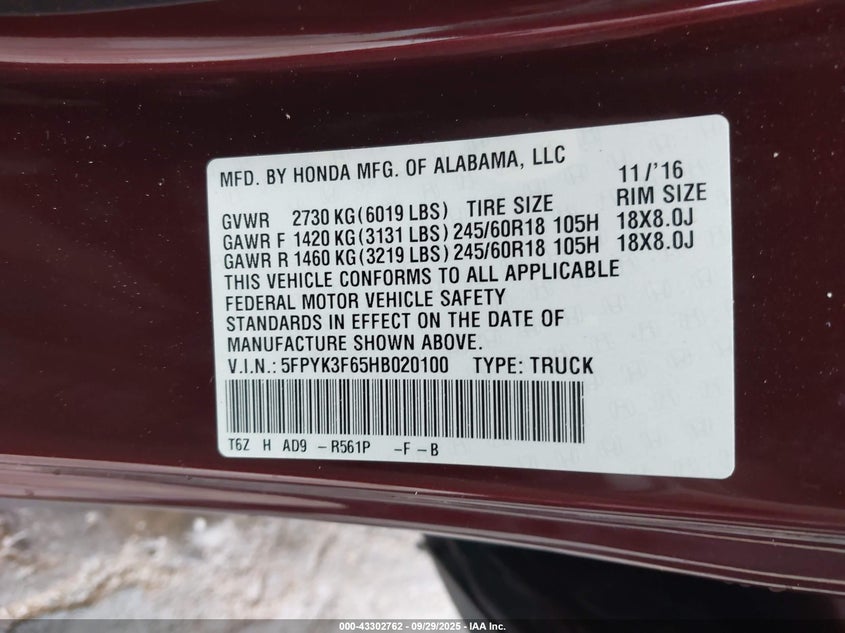 MFD. BY HONDA MFG. OF ALABAMA, LLC 11/'16
GVWR 2730 KG(6019 LBS) TIRE SIZE RIM SIZE
GAWR F 1420 KG(3131 LBS) 245/60R18 105H 18X8.0J
GAWR R 1460 KG(3219 LBS) 245/60R18 105H 18X8.0J
THIS VEHICLE CONFORMS TO ALL APPLICABLE
FEDERAL MOTOR VEHICLE SAFETY
STANDARDS IN EFFECT ON THE DATE OF
MANUFACTURE SHOWN ABOVE.
V.I.N.: 5FPYK3F65HB020100 TYPE: TRUCK
T6Z H AD9 -R561P -F-B
000-43302762 - 09/29/2025 - IAA Inc.